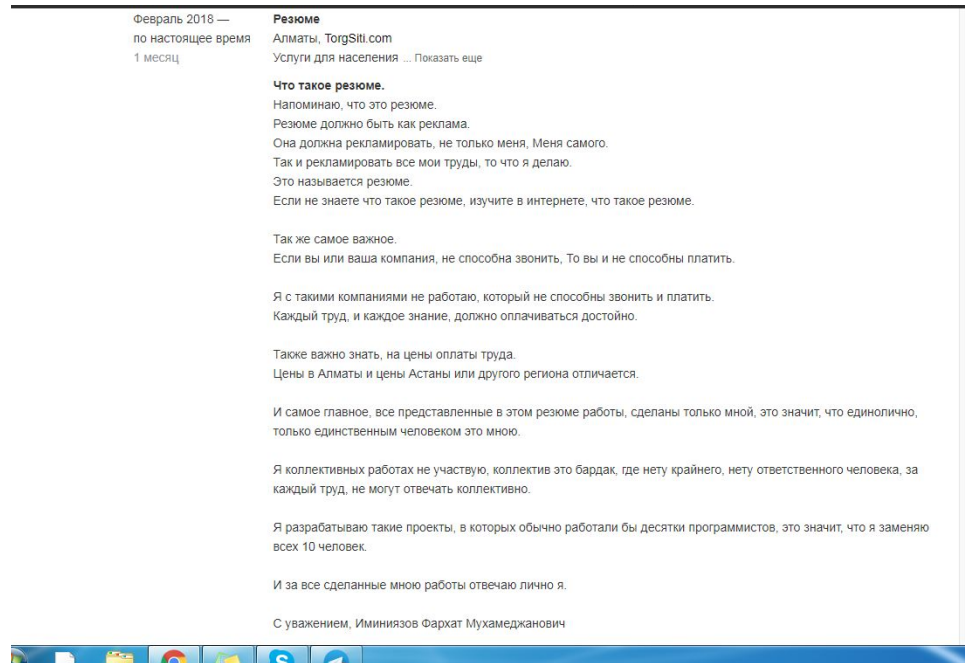 Февраль 2018 —
по настоящее время
1 месяц
Резюме
Алматы, TorgSiti.com
Услуги для населения ... Показать еще
Что такое резюме.
Напоминаю, что это резюме.
Резюме должно быть как реклама.
Она должна рекламировать, не только меня, Меня самого.
Так и рекламировать все мои труды, то что я делаю.
Это называется резюме.
Если не знаете что такое резюме, изучите в интернете, что такое резюме.
Так же самое важное.
Если вы или ваша компания, не способна звонить, То вы и не способны платить.
Я с такими компаниями не работаю, который не способны звонить и платить.
Каждый труд, и каждое знание, должно оплачиваться достойно.
Также важно знать, на цены оплаты труда.
Цены в Алматы и цены Астаны или другого региона отличается.
И самое главное, все представленные в этом резюме работы, сделаны только мной, это значит, что единолично,
только единственным человеком это мною.
Я коллективных работах не участвую, коллектив это бардак, где нету крайнего, нету ответственного человека, за
каждый труд, не могут отвечать коллективно.
Я разрабатываю такие проекты, в которых обычно работали бы десятки программистов, это значит, что я заменяю
всех 10 человек.
И за все сделанные мною работы отвечаю лично я.
С уважением, Иминиязов Фархат Мухамеджанович